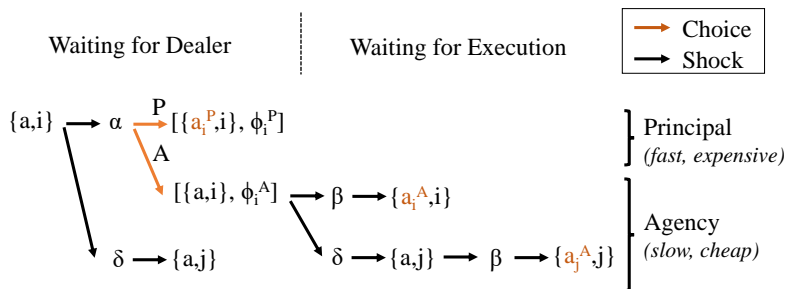 Waiting for Dealer
Waiting for Execution
Choice
Shock
{a,i} α P [{a_i^P,i}, ϕ_i^P]
Principal
(fast, expensive)
A
[{a,i}, ϕ_i^A] β {a_i^A,i}
Agency
(slow, cheap)
δ {a,j} δ {a,j} β {a_j^A,j}